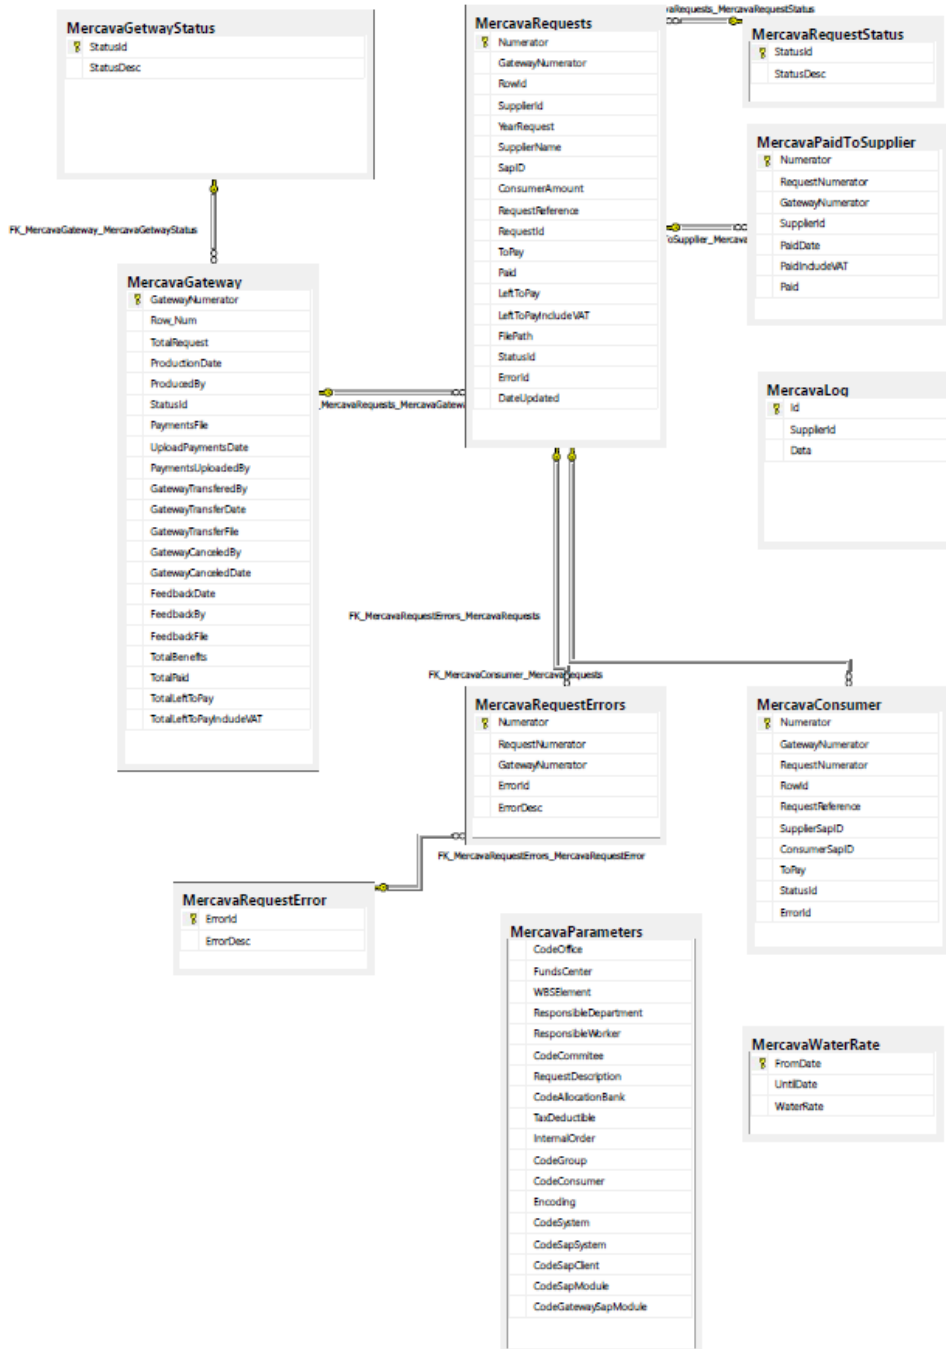 MercavaGetwayStatus
StatusId
StatusDesc
FK_MercavaGateway_MercavaGetwayStatus
MercavaGateway
GatewayNumerator
Row_Num
TotalRequest
ProductionDate
ProducedBy
StatusId
PaymentsFile
UploadPaymentsDate
PaymentsUploadedBy
GatewayTransferedBy
GatewayTransferDate
GatewayTransferFile
GatewayCanceledBy
GatewayCanceledDate
FeedbackDate
FeedbackBy
FeedbackFile
TotalBenefits
TotalPaid
TotalLeftToPay
TotalLeftToPayIncludeVAT
_MercavaRequests_MercavaGatew
MercavaRequests
Numerator
GatewayNumerator
RowId
SupplierId
YearRequest
SupplierName
SapID
ConsumerAmount
RequestReference
RequestId
ToPay
Paid
LeftToPay
LeftToPayIncludeVAT
FilePath
StatusId
ErrorId
DateUpdated
vaRequests_MercavaRequestStatus
MercavaRequestStatus
StatusId
StatusDesc
MercavaPaidToSupplier
Numerator
RequestNumerator
GatewayNumerator
SupplierId
PaidDate
PaidIncludeVAT
Paid
oSupplier_Mercava
MercavaLog
Id
SupplierId
Data
FK_MercavaRequestErrors_MercavaRequests
FK_MercavaConsumer_MercavaRequests
MercavaRequestErrors
Numerator
RequestNumerator
GatewayNumerator
ErrorId
ErrorDesc
FK_MercavaRequestErrors_MercavaRequestError
MercavaConsumer
Numerator
GatewayNumerator
RequestNumerator
RowId
RequestReference
SupplierSapID
ConsumerSapID
ToPay
StatusId
ErrorId
MercavaRequestError
ErrorId
ErrorDesc
MercavaParameters
CodeOffice
FundsCenter
WBSElement
ResponsibleDepartment
ResponsibleWorker
CodeCommitee
RequestDescription
CodeAllocationBank
TaxDeductible
InternalOrder
CodeGroup
CodeConsumer
Encoding
CodeSystem
CodeSapSystem
CodeSapClient
CodeSapModule
CodeGatewaySapModule
MercavaWaterRate
FromDate
UntilDate
WaterRate